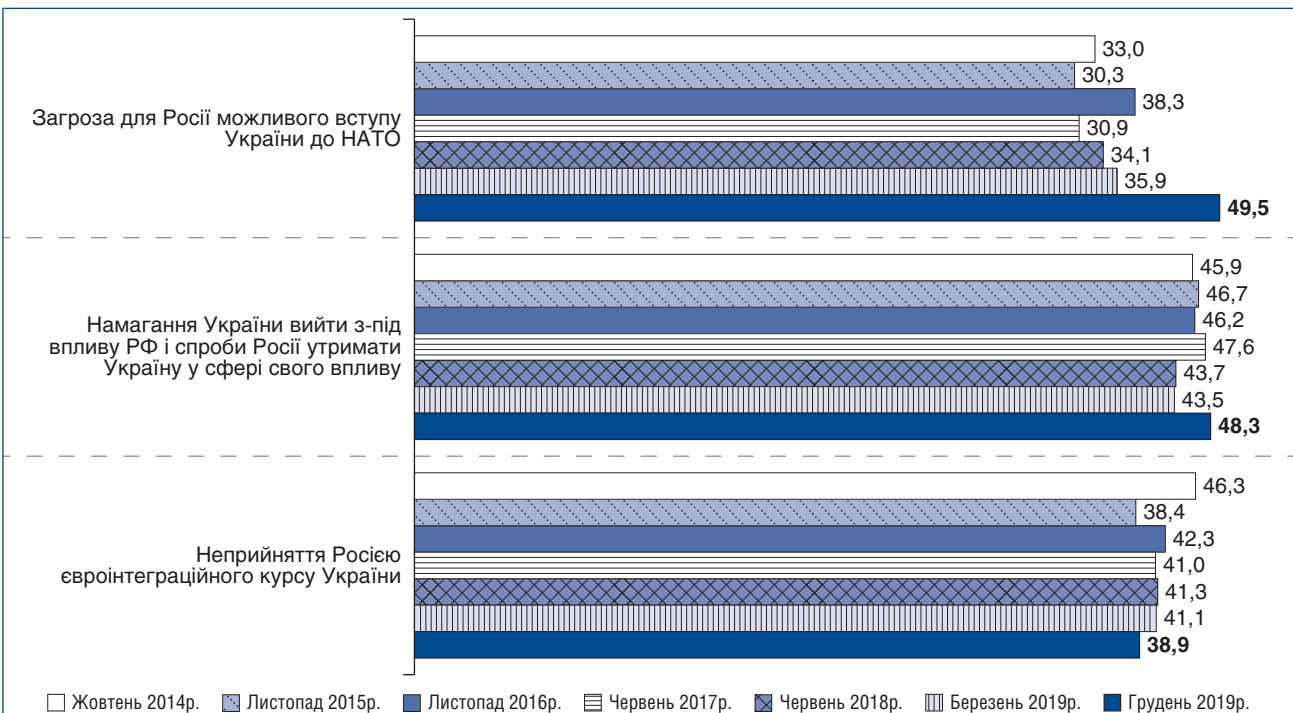 33,0
30,3
38,3
Загроза для Росії можливого вступу
України до НАТО
30,9
34,1
35,9
49,5
45,9
46,7
46,2
Намагання України вийти з-під
впливу РФ і спроби Росії утримати
Україну у сфері свого впливу
47,6
43,7
43,5
48,3
46,3
38,4
42,3
Неприйняття Росією
євроінтеграційного курсу України
41,0
41,3
41,1
38,9
Жовтень 2014р. Листопад 2015р. Листопад 2016р. Червень 2017р. Червень 2018р. Березень 2019р. Грудень 2019р.